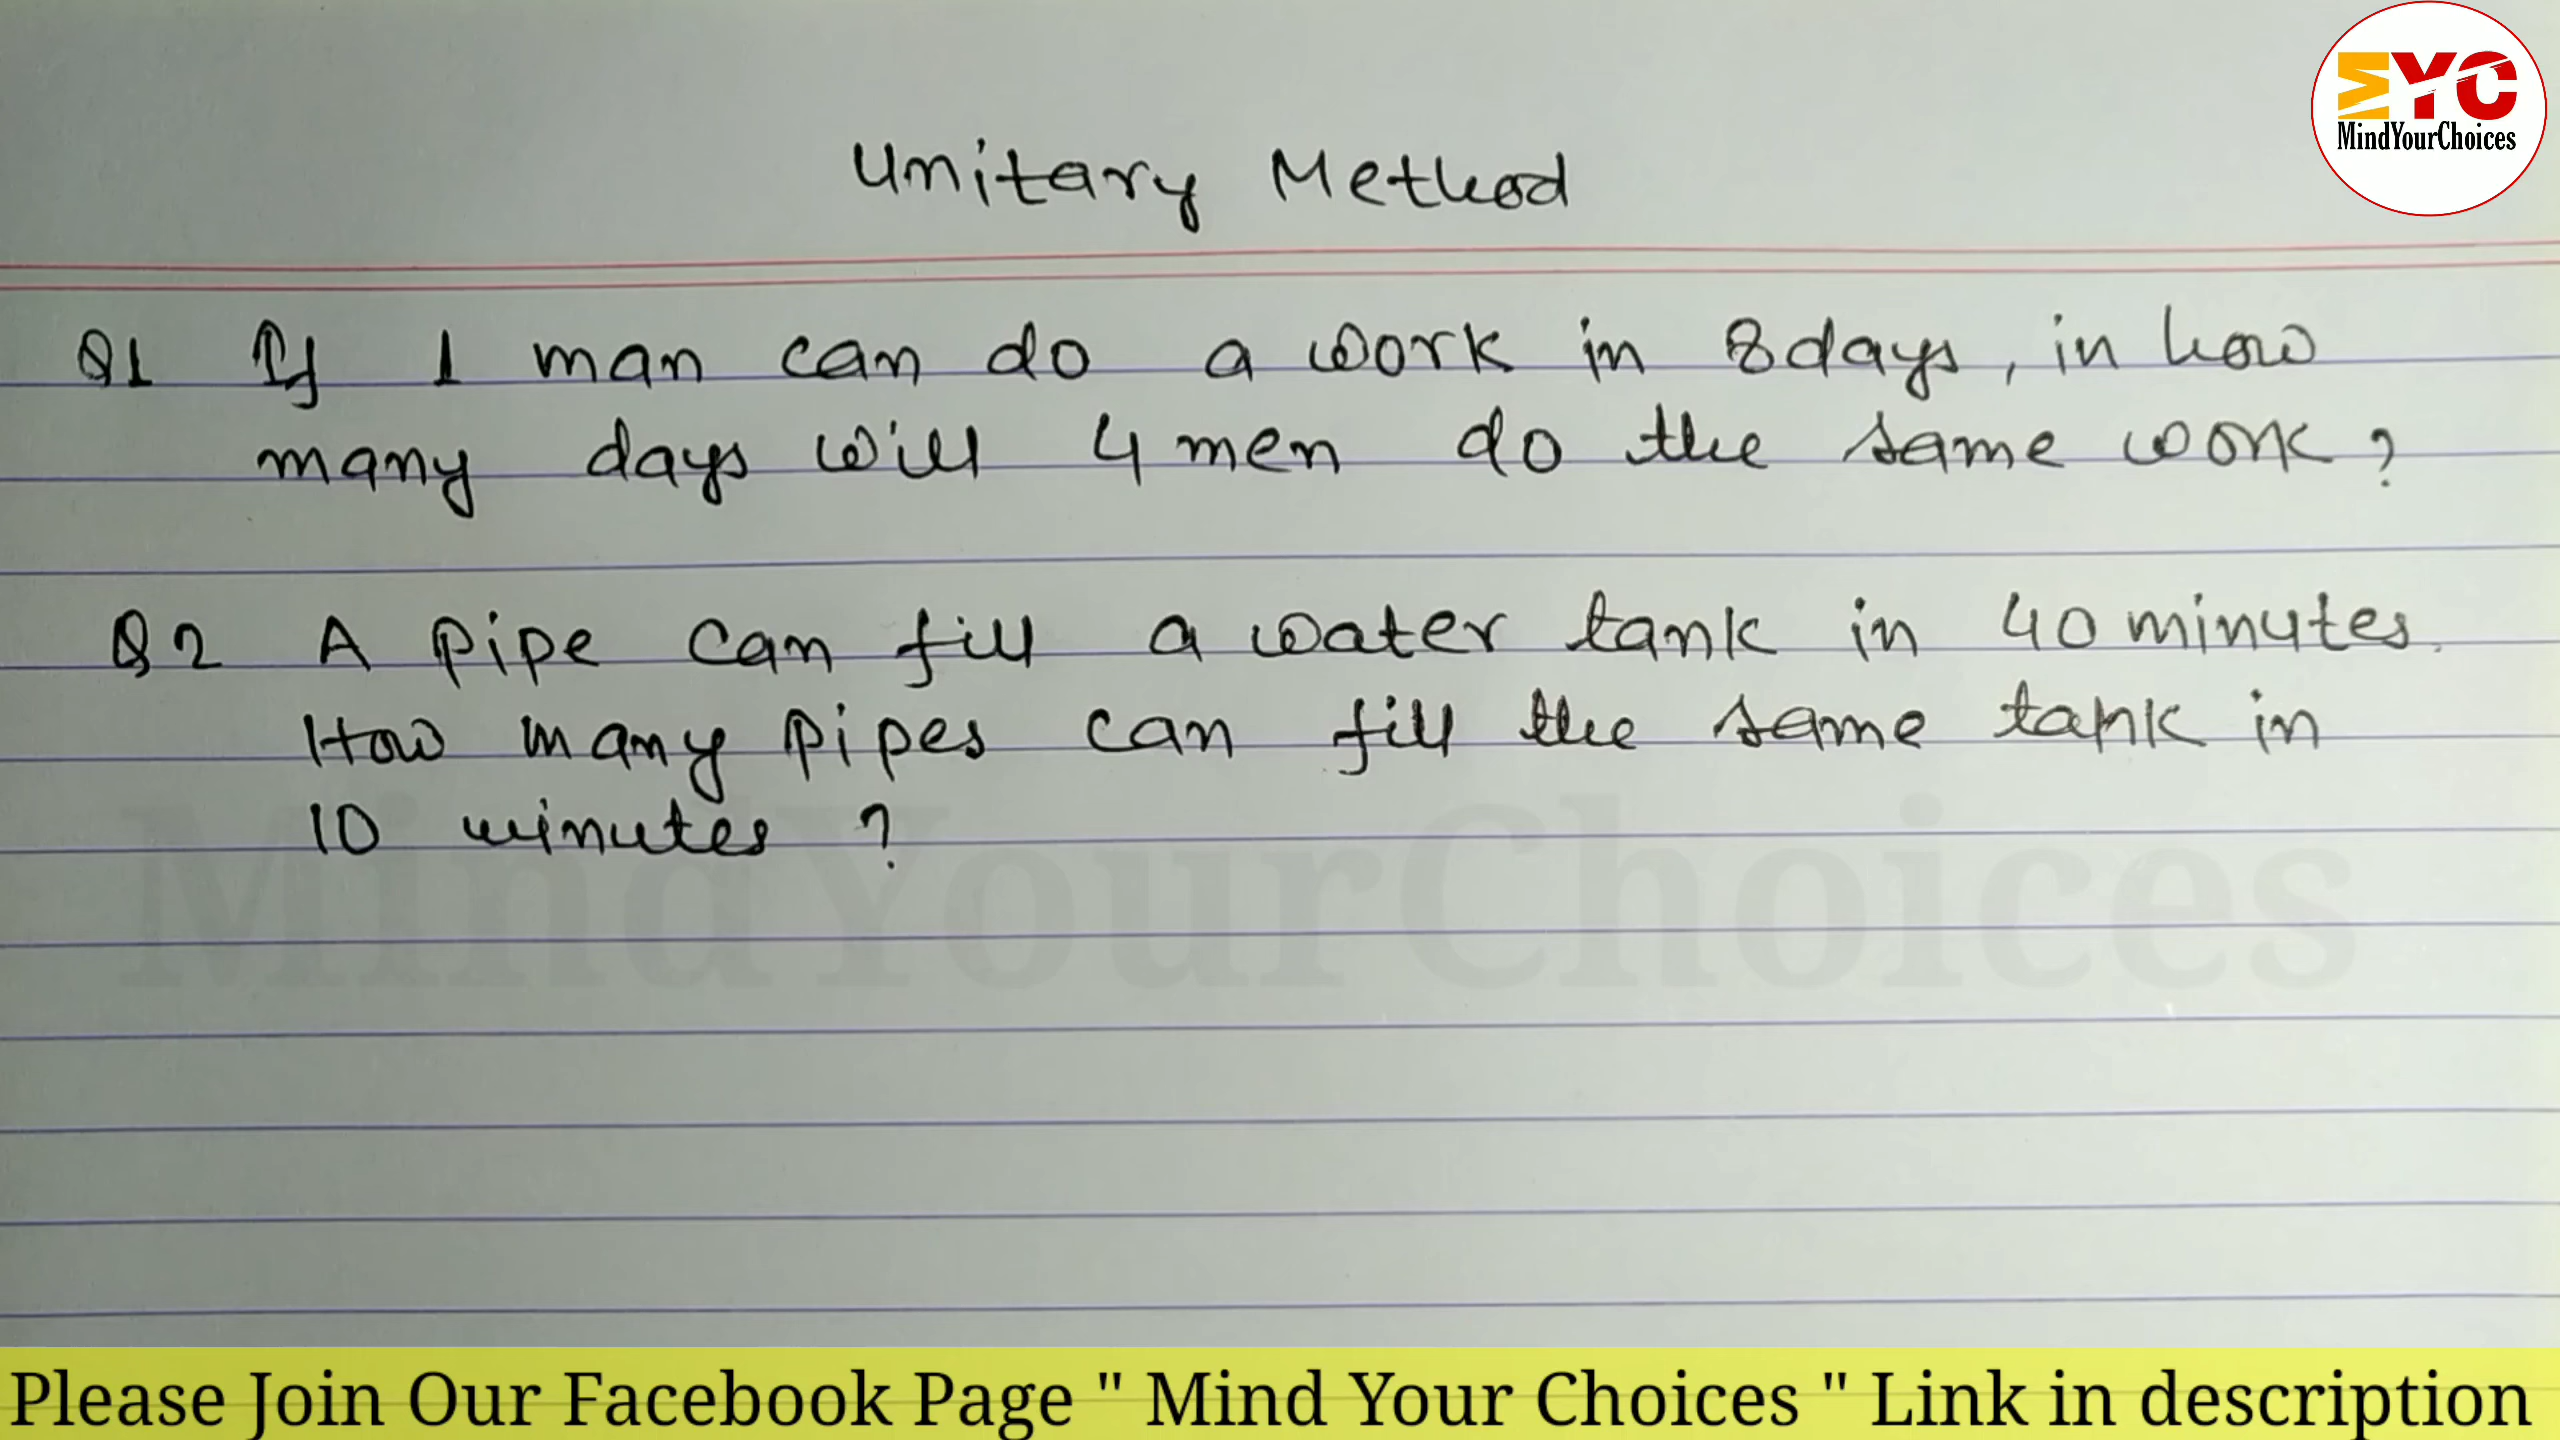 MYC
MindYourChoices
Unitary Method
Q1 If 1 man can do a work in 8 days, in how
many days will 4 men do the same work?
Q2 A pipe can fill a water tank in 40 minutes.
How many pipes can fill the same tank in
10 minutes ?
MindYourChoices
Please Join Our Facebook Page " Mind Your Choices " Link in description